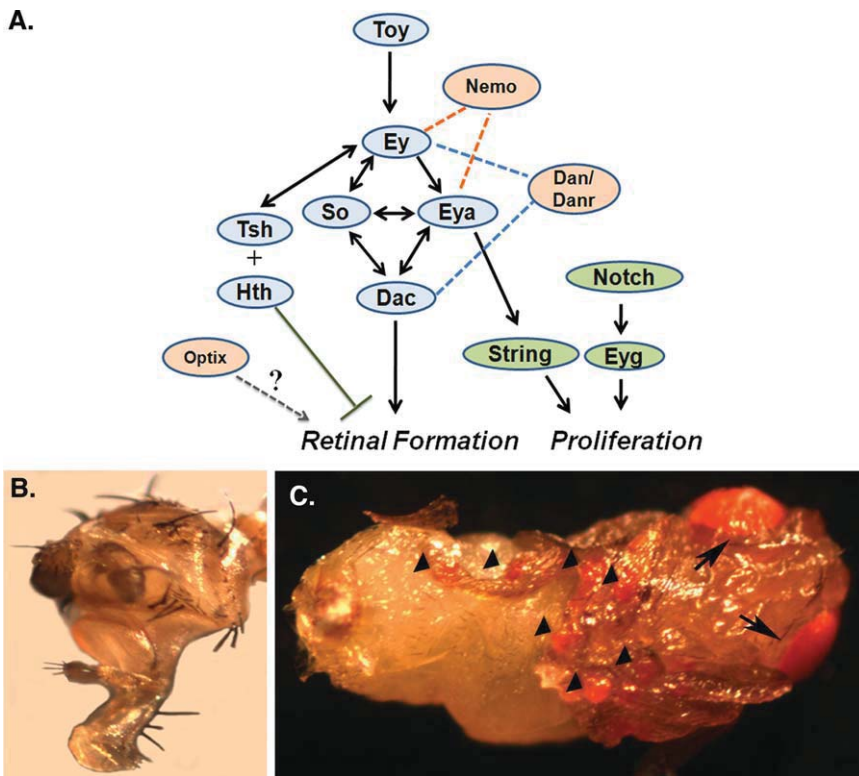 A.
Toy
Nemo
Ey
Dan/
Danr
So
Eya
Tsh
+
Hth
Dac
Notch
Optix
?
String
Eyg
Retinal Formation
Proliferation
B.
C.